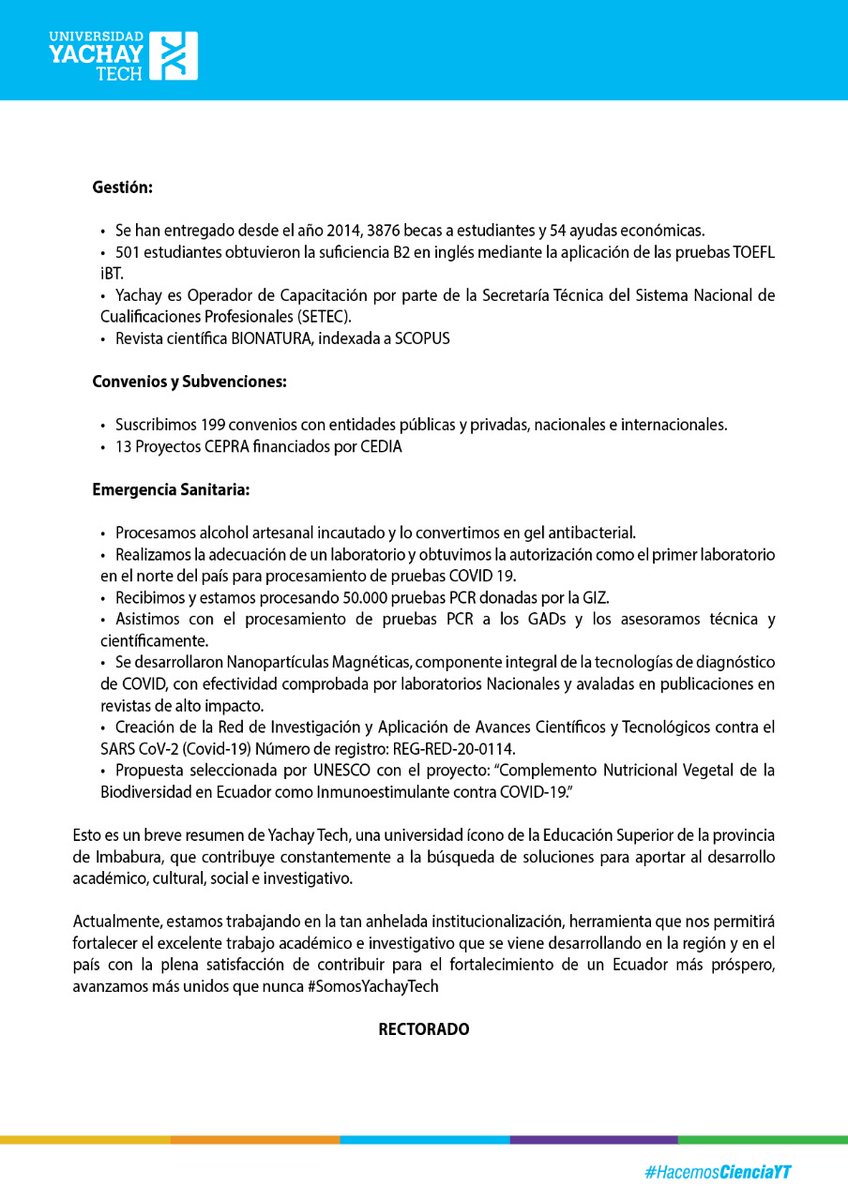 UNIVERSIDAD
YACHAY
TECH
Gestión:
• Se han entregado desde el año 2014, 3876 becas a estudiantes y 54 ayudas económicas.
• 501 estudiantes obtuvieron la suficiencia B2 en inglés mediante la aplicación de las pruebas TOEFL
iBT.
• Yachay es Operador de Capacitación por parte de la Secretaría Técnica del Sistema Nacional de
Cualificaciones Profesionales (SETEC).
• Revista científica BIONATURA, indexada a SCOPUS
Convenios y Subvenciones:
• Suscribimos 199 convenios con entidades públicas y privadas, nacionales e internacionales.
• 13 Proyectos CEPRA financiados por CEDIA
Emergencia Sanitaria:
• Procesamos alcohol artesanal incautado y lo convertimos en gel antibacterial.
• Realizamos la adecuación de un laboratorio y obtuvimos la autorización como el primer laboratorio
en el norte del país para procesamiento de pruebas COVID 19.
• Recibimos y estamos procesando 50.000 pruebas PCR donadas por la GIZ.
• Asistimos con el procesamiento de pruebas PCR a los GADs y los asesoramos técnica y
científicamente.
• Se desarrollaron Nanopartículas Magnéticas, componente integral de la tecnologías de diagnóstico
de COVID, con efectividad comprobada por laboratorios Nacionales y avaladas en publicaciones en
revistas de alto impacto.
• Creación de la Red de Investigación y Aplicación de Avances Científicos y Tecnológicos contra el
SARS CoV-2 (Covid-19) Número de registro: REG-RED-20-0114.
• Propuesta seleccionada por UNESCO con el proyecto: “Complemento Nutricional Vegetal de la
Biodiversidad en Ecuador como Inmunoestimulante contra COVID-19.”
Esto es un breve resumen de Yachay Tech, una universidad ícono de la Educación Superior de la provincia
de Imbabura, que contribuye constantemente a la búsqueda de soluciones para aportar al desarrollo
académico, cultural, social e investigativo.
Actualmente, estamos trabajando en la tan anhelada institucionalización, herramienta que nos permitirá
fortalecer el excelente trabajo académico e investigativo que se viene desarrollando en la región y en el
país con la plena satisfacción de contribuir para el fortalecimiento de un Ecuador más próspero,
avanzamos más unidos que nunca #SomosYachayTech
RECTORADO
#HacemosCienciaYT